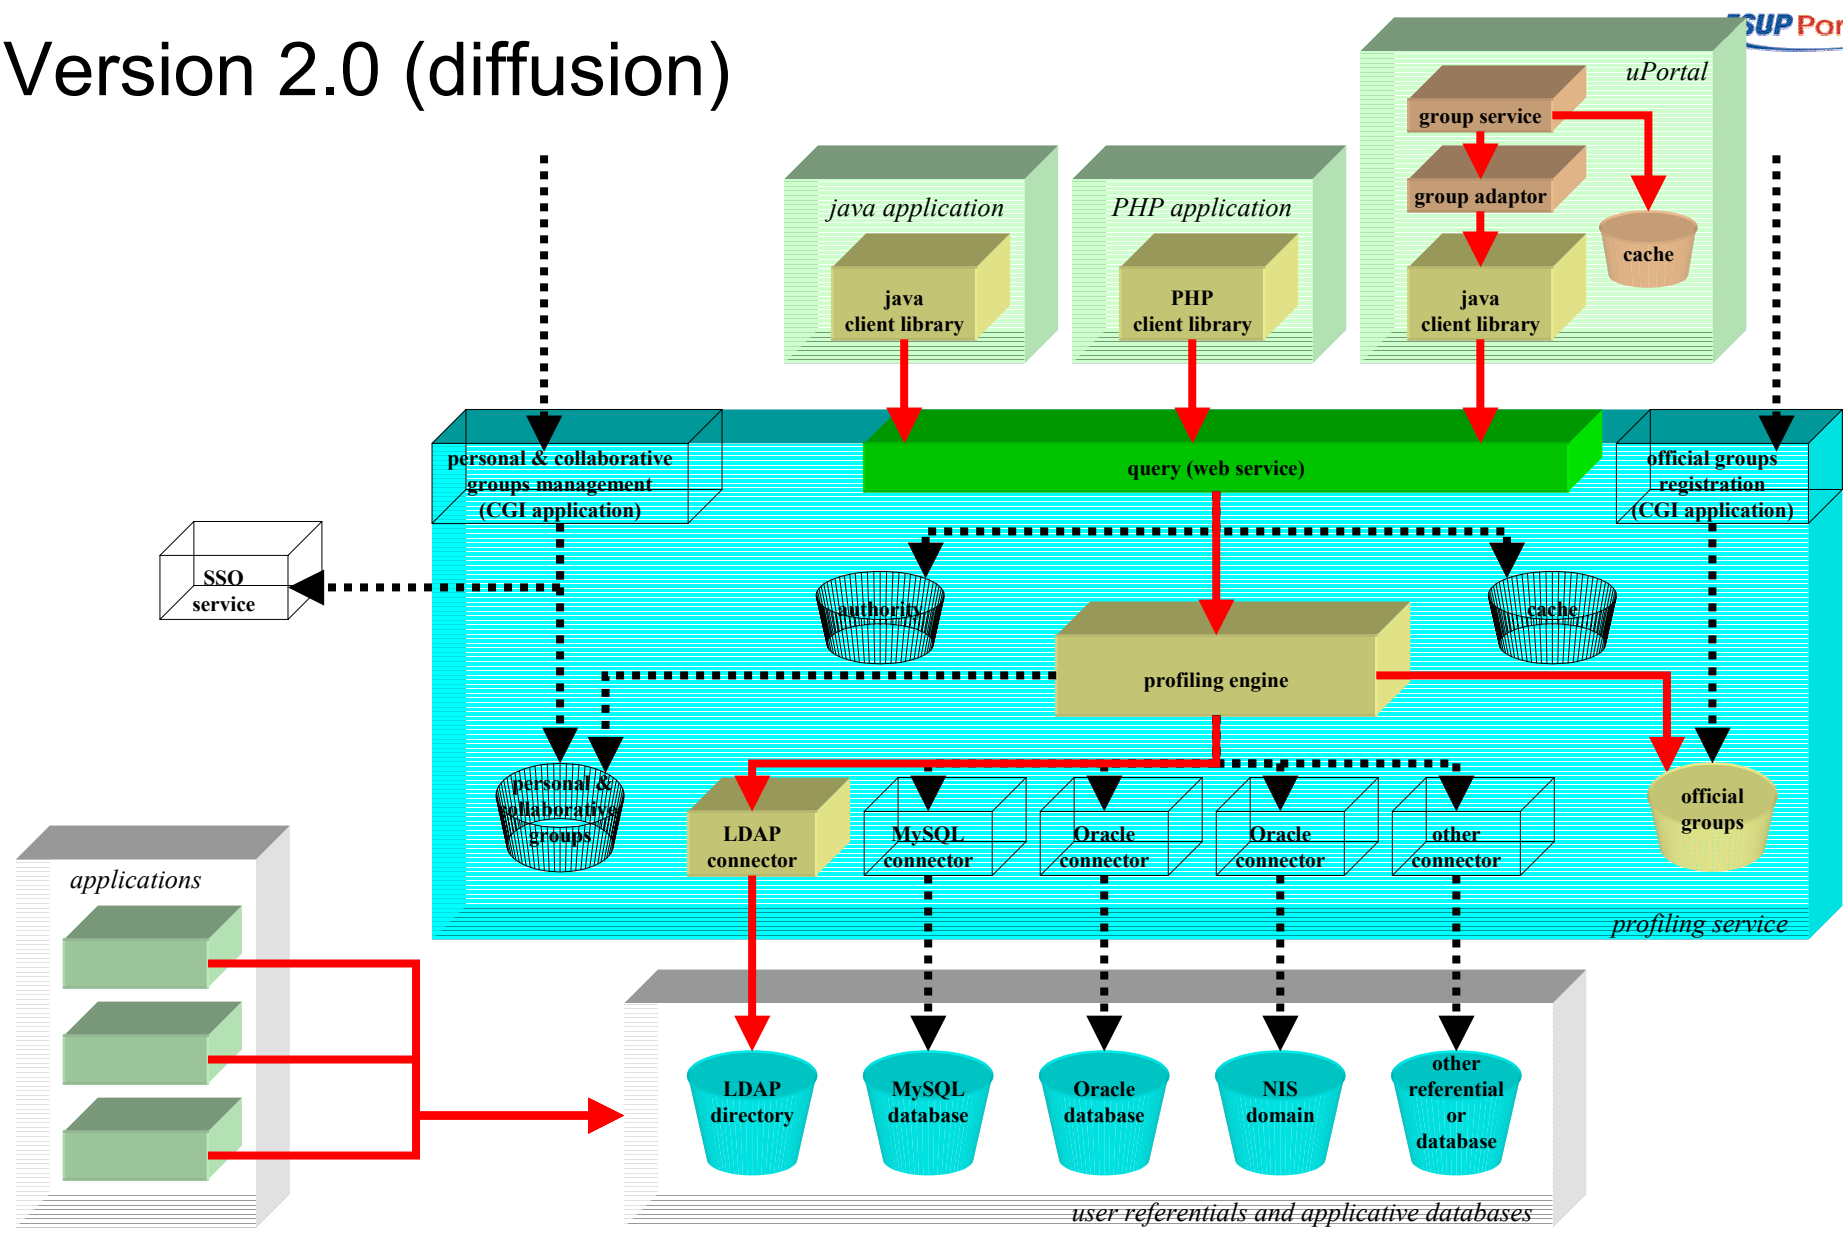 Version 2.0 (diffusion)
ESUP Por
uPortal
group service
group adaptor
cache
java
client library
java application
java
client library
PHP application
PHP
client library
personal & collaborative
groups management
(CGI application)
query (web service)
official groups
registration
(CGI application)
SSO
service
authority
cache
profiling engine
personal &
collaborative
groups
LDAP
connector
MySQL
connector
Oracle
connector
Oracle
connector
other
connector
official
groups
profiling service
applications
LDAP
directory
MySQL
database
Oracle
database
NIS
domain
other
referential
or
database
user referentials and applicative databases